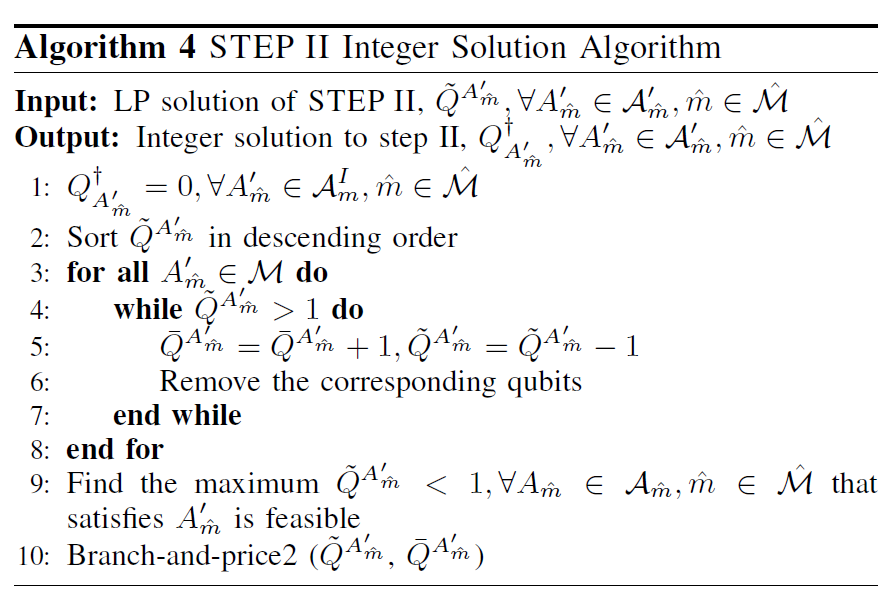 Algorithm 4 STEP II Integer Solution Algorithm
Input: LP solution of STEP II, $\tilde{Q}^{A'_{\hat{m}}}, \forall A'_{\hat{m}} \in \mathcal{A}'_{\hat{m}}, \hat{m} \in \hat{\mathcal{M}}$
Output: Integer solution to step II, $Q^{\dagger}_{A'_{\hat{m}}}, \forall A'_{\hat{m}} \in \mathcal{A}'_{\hat{m}}, \hat{m} \in \hat{\mathcal{M}}$
1: $Q^{\dagger}_{A'_{\hat{m}}} = 0, \forall A'_{\hat{m}} \in \mathcal{A}^{I}_{m}, \hat{m} \in \hat{\mathcal{M}}$
2: Sort $\tilde{Q}^{A'_{\hat{m}}}$ in descending order
3: for all $A'_{\hat{m}} \in \mathcal{M}$ do
4: while $\tilde{Q}^{A'_{\hat{m}}} > 1$ do
5: $\bar{Q}^{A'_{\hat{m}}} = \bar{Q}^{A'_{\hat{m}}} + 1, \tilde{Q}^{A'_{\hat{m}}} = \tilde{Q}^{A'_{\hat{m}}} - 1$
6: Remove the corresponding qubits
7: end while
8: end for
9: Find the maximum $\tilde{Q}^{A'_{\hat{m}}} < 1, \forall A_{\hat{m}} \in \mathcal{A}_{\hat{m}}, \hat{m} \in \hat{\mathcal{M}}$ that
satisfies $A'_{\hat{m}}$ is feasible
10: Branch-and-price2 ($\tilde{Q}^{A'_{\hat{m}}}$, $\bar{Q}^{A'_{\hat{m}}}$)